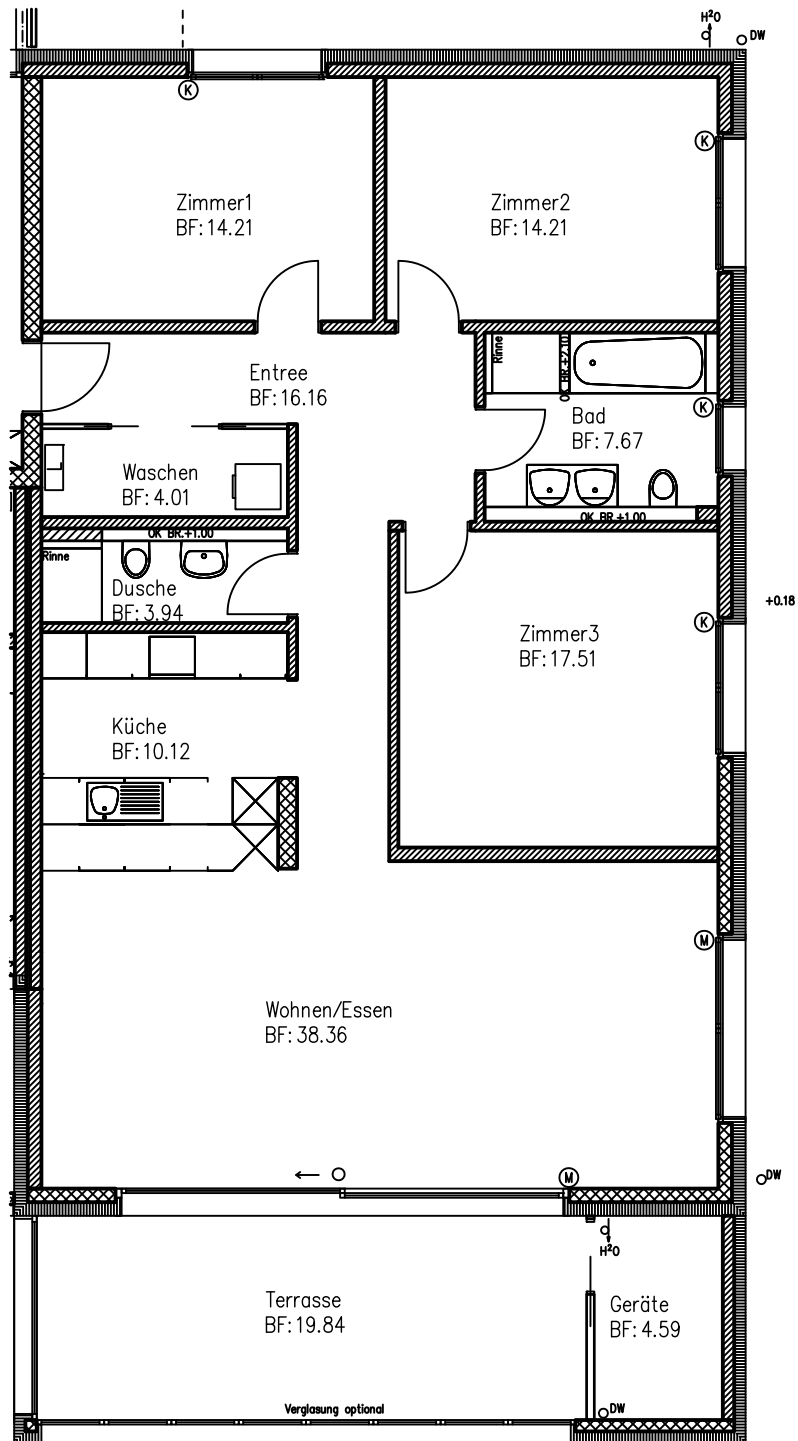 H²O
DW
K
K
Zimmer1
BF: 14.21
Zimmer2
BF: 14.21
Rinne
OK BR.+2.10
Entree
BF: 16.16
K
Bad
BF: 7.67
Waschen
BF: 4.01
OK BR.+1.00
OK BR.+1.00
Rinne
Dusche
BF: 3.94
+0.18
K
Zimmer3
BF: 17.51
Küche
BF: 10.12
M
Wohnen/Essen
BF: 38.36
M
DW
H²O
Terrasse
BF: 19.84
Geräte
BF: 4.59
Verglasung optional
DW